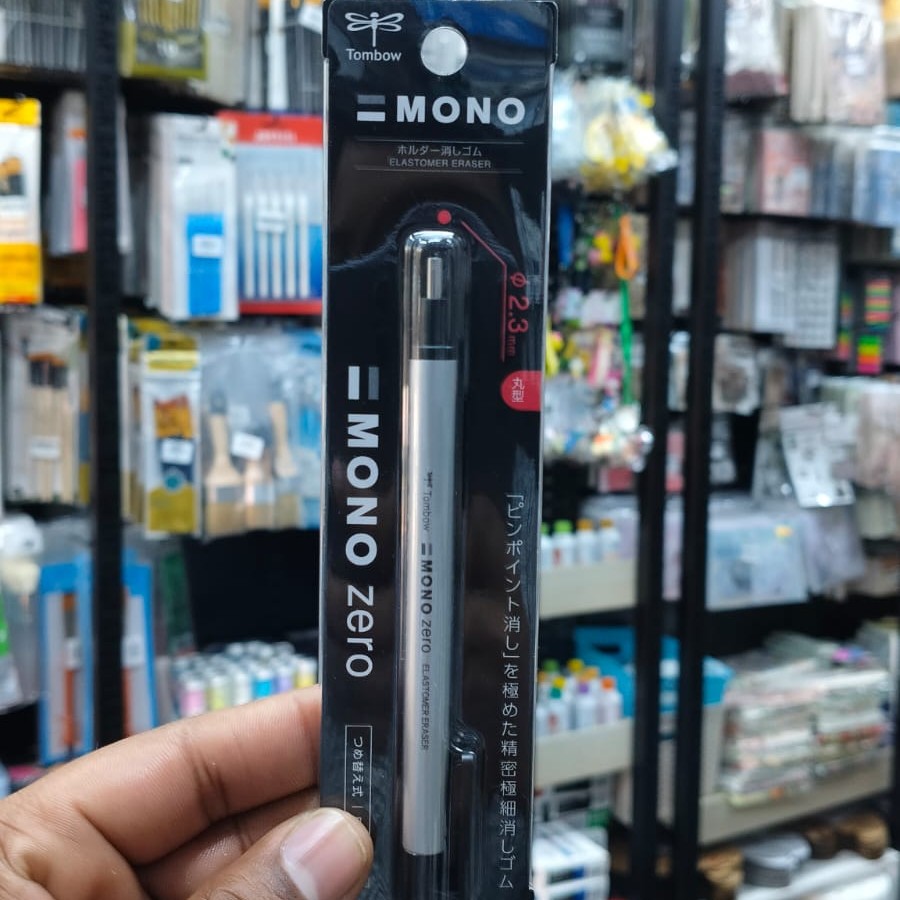 Tombow
MONO
ホルダー消しゴム
ELASTOMER ERASER
φ 2.3mm
丸型
MONO zero
Tombow MONO zero ELASTOMER ERASER
「ピンポイント消し」を極めた精密極細消しゴム
つめ替え式